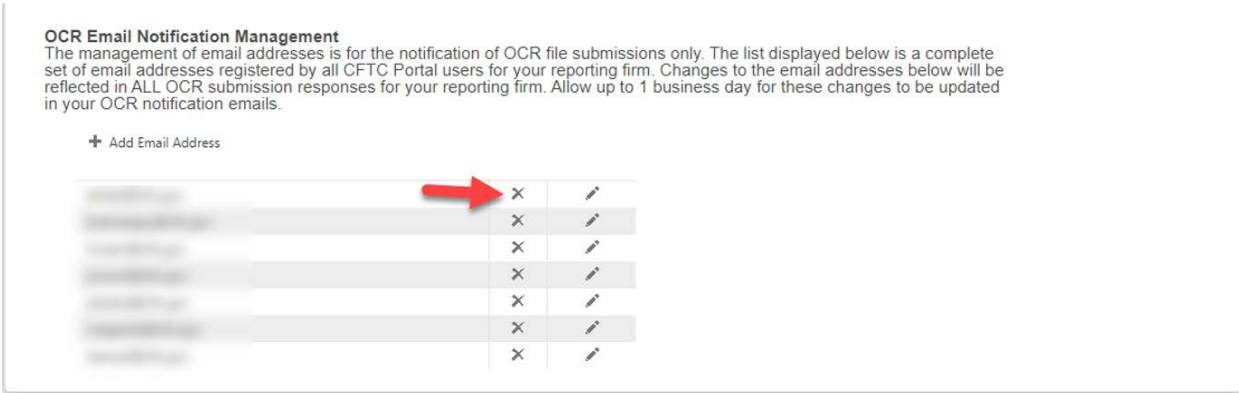 OCR Email Notification Management
The management of email addresses is for the notification of OCR file submissions only. The list displayed below is a complete
set of email addresses registered by all CFTC Portal users for your reporting firm. Changes to the email addresses below will be
reflected in ALL OCR submission responses for your reporting firm. Allow up to 1 business day for these changes to be updated
in your OCR notification emails.
Add Email Address